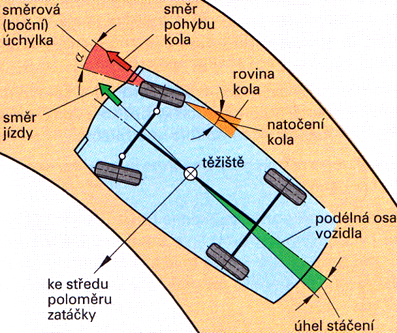 směrová
(boční)
úchylka
směr
pohybu
kola
α
rovina
kola
směr
jízdy
natočení
kola
těžiště
podélná osa
vozidla
ke středu
poloměru
zatáčky
úhel stáčení